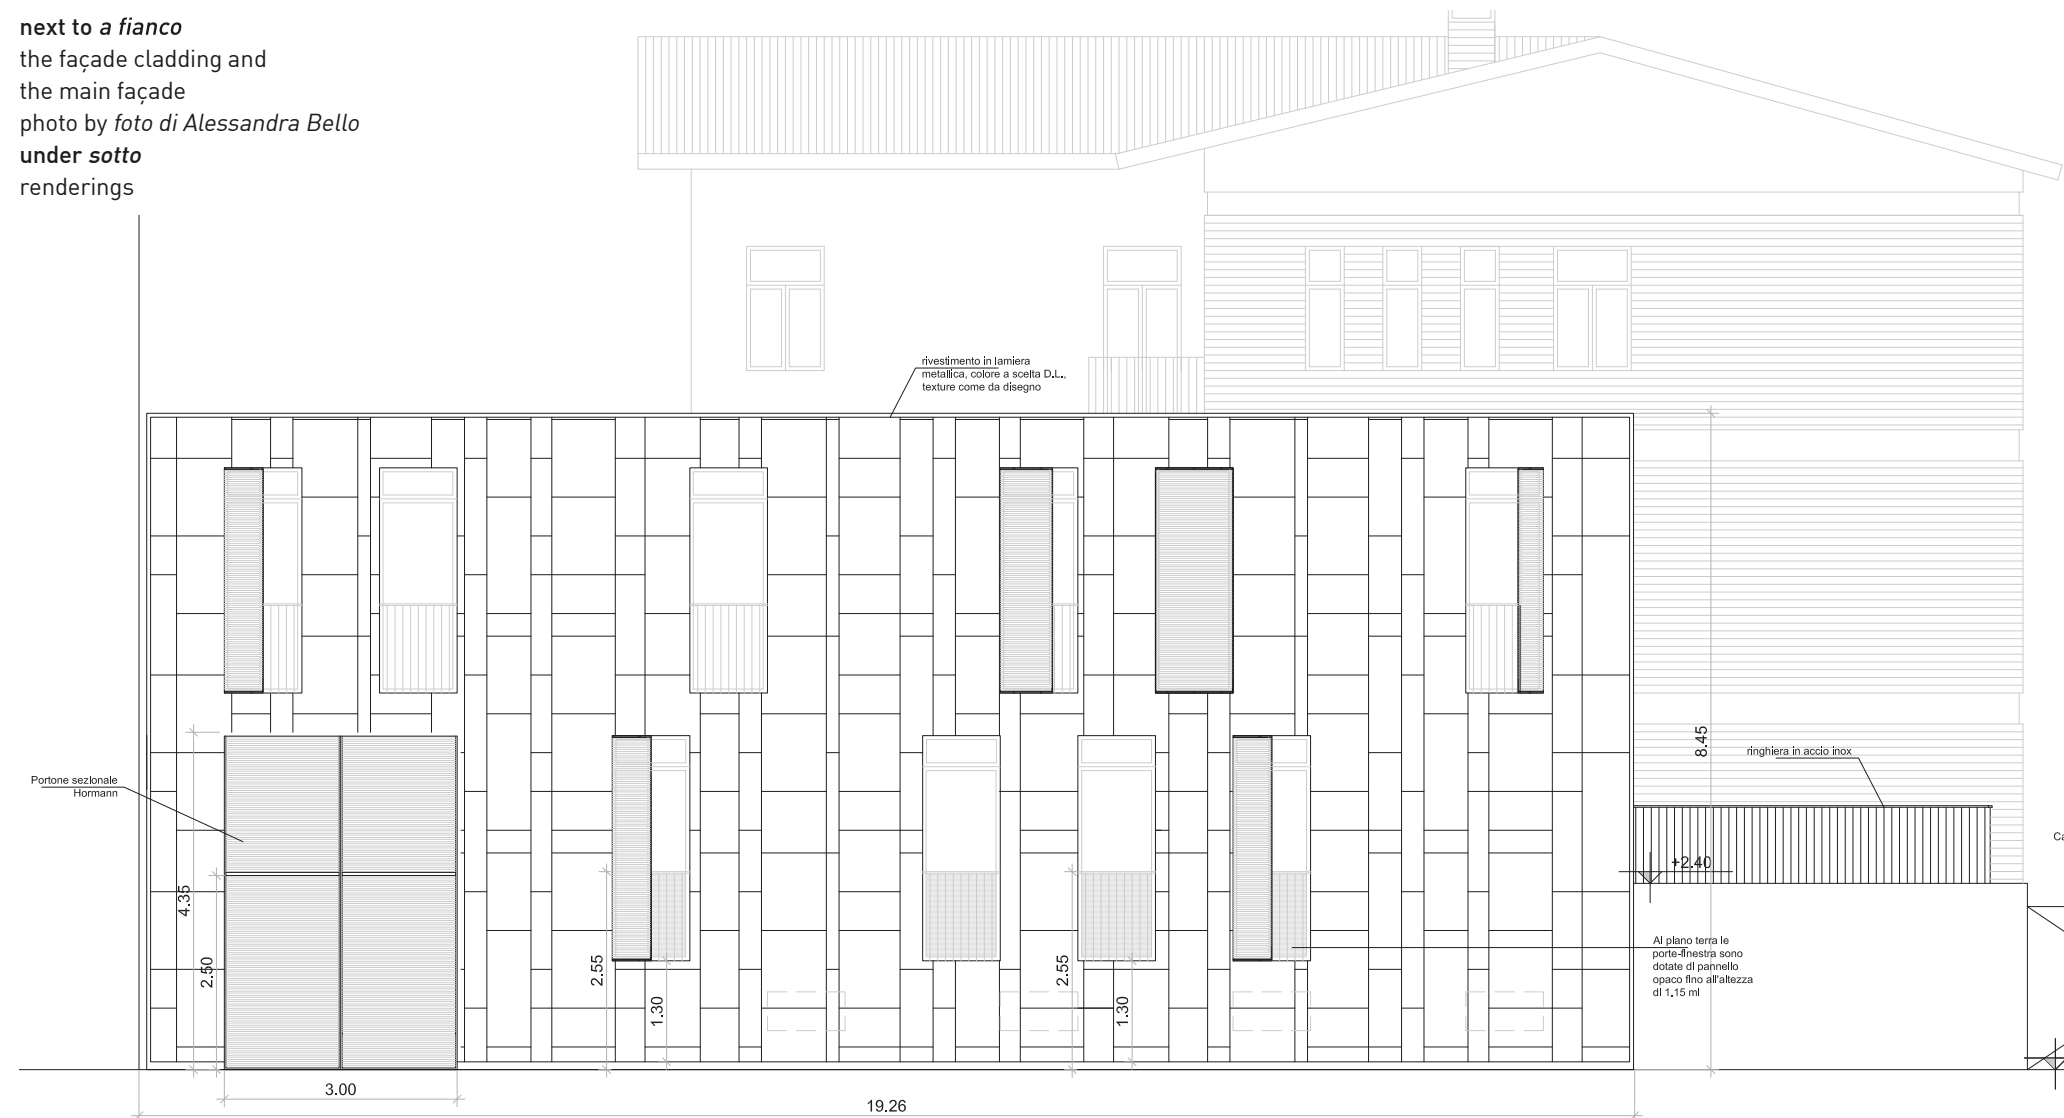 next to a fianco
the façade cladding and
the main façade
photo by foto di Alessandra Bello
under sotto
renderings
rivestimento in lamiera
metallica, colore a scelta D.L.,
texture come da disegno
8.45
ringhiera in accio inox
Portone sezionale
Hormann
Ca
+2.40
4.35
2.50
2.55
1.30
2.55
1.30
Al piano terra le
porte-finestra sono
dotate di pannello
opaco fino all'altezza
di 1,15 ml
3.00
19.26